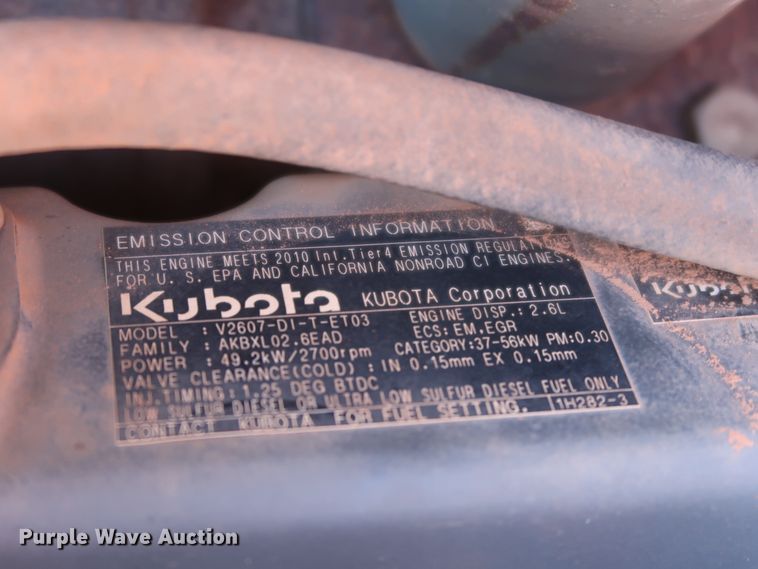 EMISSION CONTROL INFORMATION
THIS ENGINE MEETS 2010 Int.Tier4 EMISSION REGULATIONS
FOR U. S. EPA AND CALIFORNIA NONROAD CI ENGINES.
Kubota KUBOTA Corporation
MODEL : V2607-DI-T-ET03 ENGINE DISP.: 2.6L
FAMILY : AKBXL02.6EAD ECS: EM,EGR
POWER : 49.2kW/2700rpm CATEGORY:37-56kW PM:0.30
VALVE CLEARANCE(COLD) : IN 0.15mm EX 0.15mm
INJ.TIMING: 1.25 DEG BTDC
LOW SULFUR DIESEL OR ULTRA LOW SULFUR DIESEL FUEL ONLY
CONTACT KUBOTA FOR FUEL SETTING. 1H282-3
Kubota
Purple Wave Auction